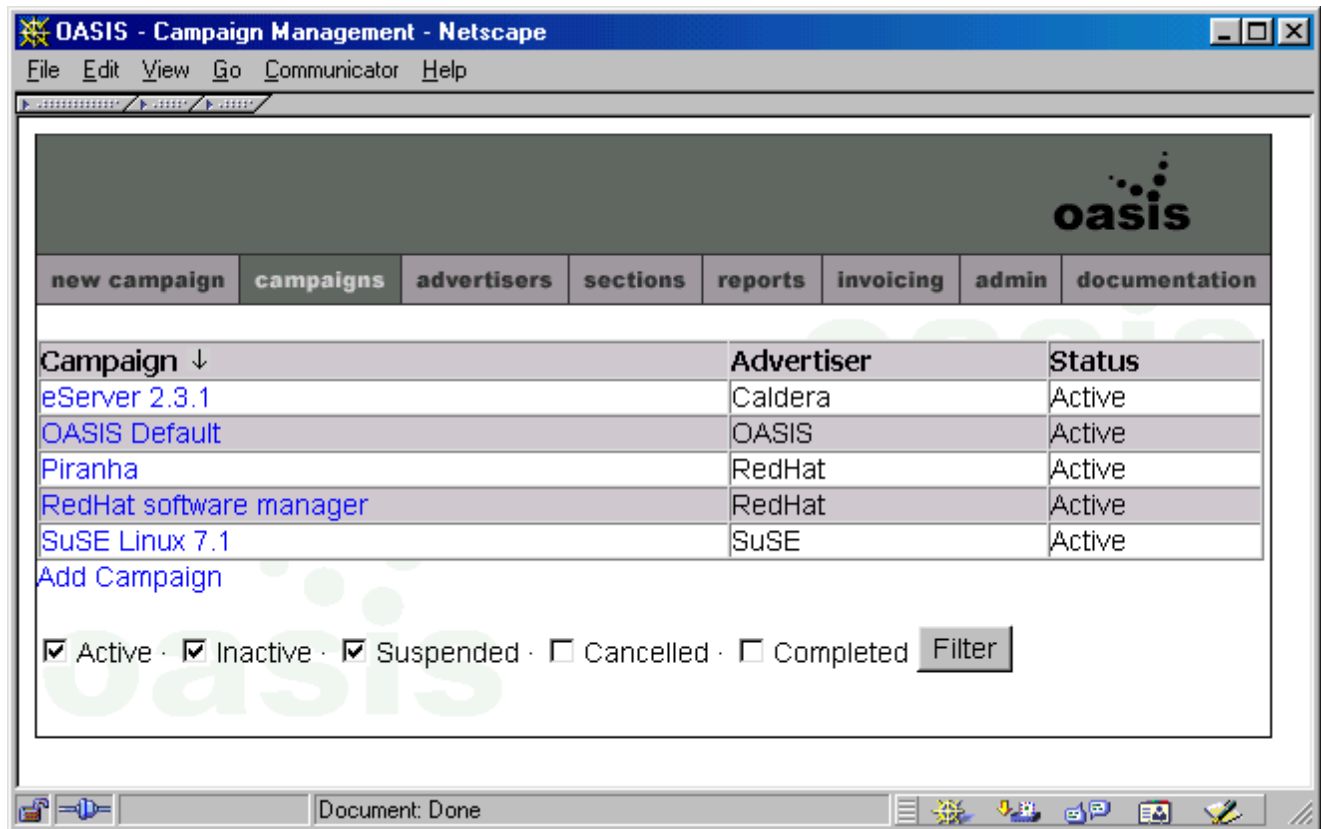 OASIS - Campaign Management - Netscape
File Edit View Go Communicator Help
oasis
new campaign campaigns advertisers sections reports invoicing admin documentation
Campaign ↓ Advertiser Status
eServer 2.3.1 Caldera Active
OASIS Default OASIS Active
Piranha RedHat Active
RedHat software manager RedHat Active
SuSE Linux 7.1 SuSE Active
Add Campaign
Active · Inactive · Suspended · Cancelled · Completed Filter
oasis
Document: Done